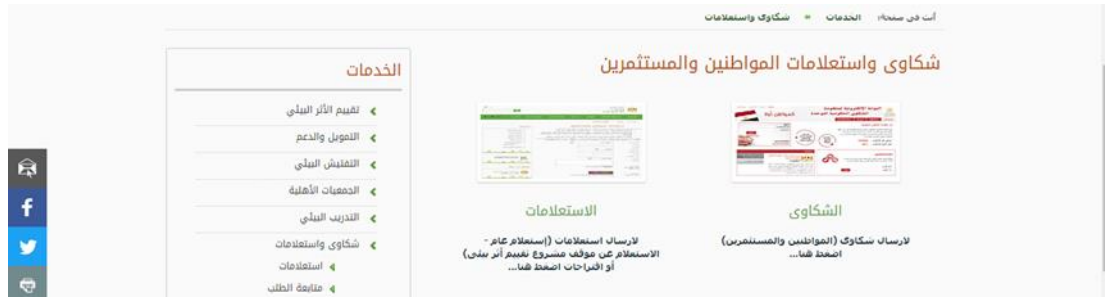 أنت في صفحة: الخدمات » شكاوى واستعلامات
شكاوى واستعلامات المواطنين والمستثمرين
الشكاوى
لارسال شكاوى (المواطنين والمستثمرين)
اضغط هنا...
الاستعلامات
لارسال استعلامات (إستعلام عام -
الاستعلام عن موقف مشروع تقييم أثر بيئى)
أو اقتراحات اضغط هنا...
الخدمات
تقييم الأثر البيئي
التمويل والدعم
التفتيش البيئي
الجمعيات الأهلية
التدريب البيئي
شكاوى واستعلامات
استعلامات
متابعة الطلب